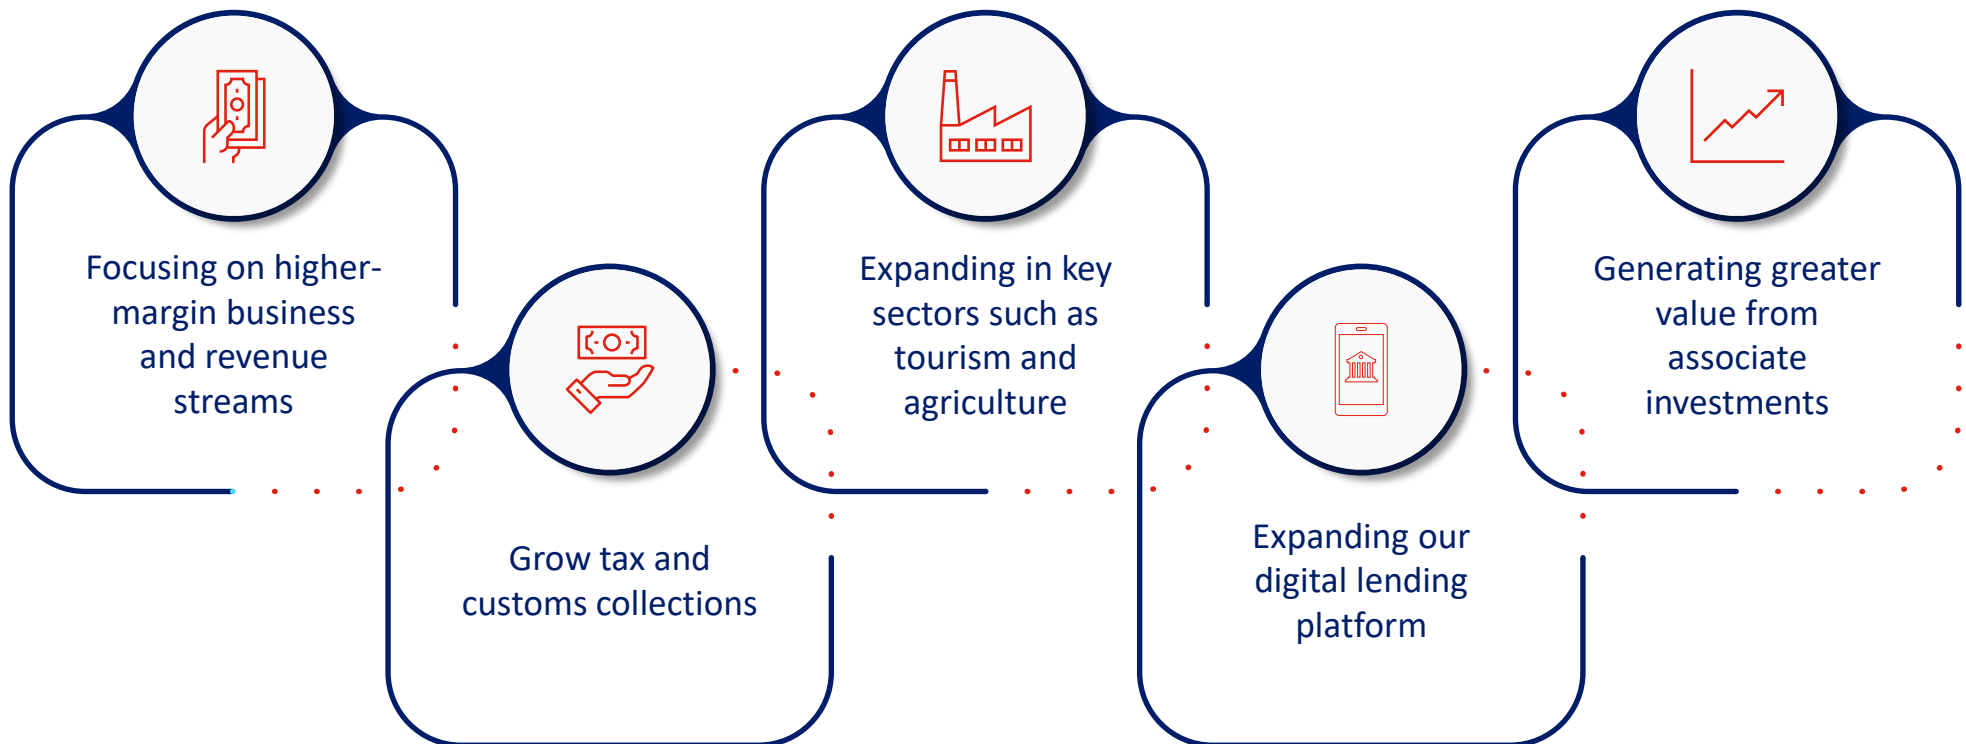 Focusing on higher-
margin business
and revenue
streams
Grow tax and
customs collections
Expanding in key
sectors such as
tourism and
agriculture
Expanding our
digital lending
platform
Generating greater
value from
associate
investments